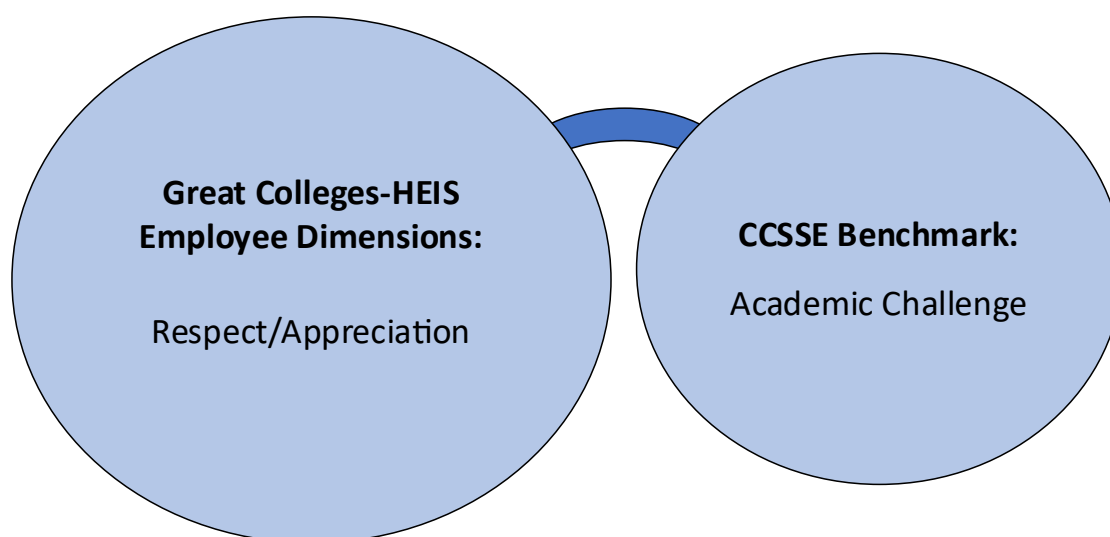 Great Colleges-HEIS
Employee Dimensions:
Respect/Appreciation
CCSSE Benchmark:
Academic Challenge